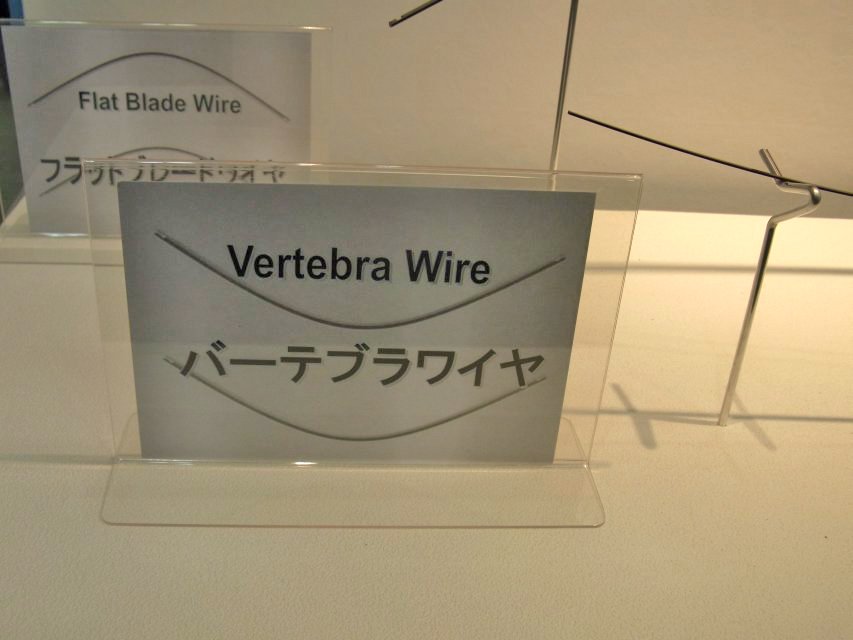 Flat Blade Wire
フラットブレード・ワイヤ
Vertebra Wire
バーテブラワイヤ